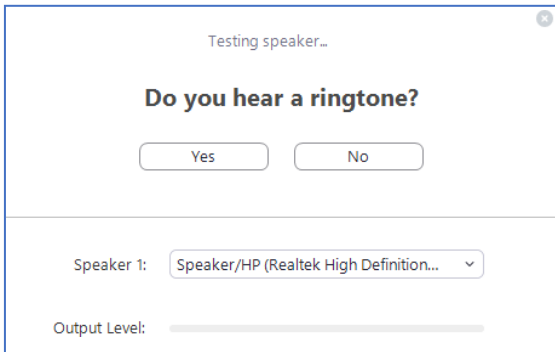 Testing speaker...
Do you hear a ringtone?
Yes No
Speaker 1: Speaker/HP (Realtek High Definition...
Output Level: